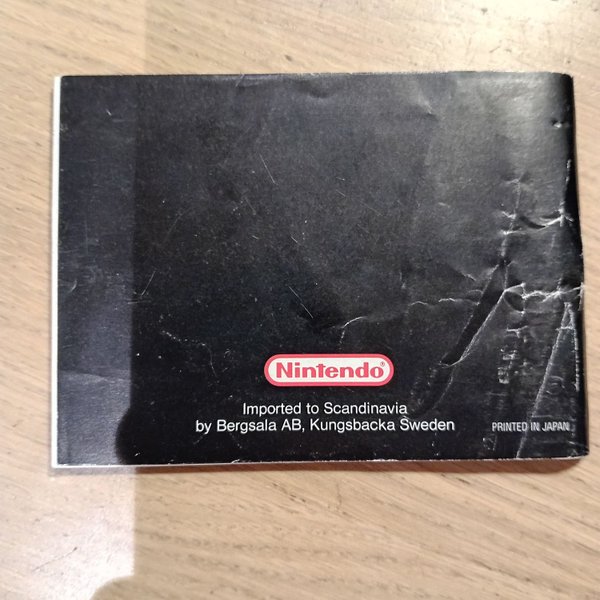 Nintendo®
Imported to Scandinavia
by Bergsala AB, Kungsbacka Sweden
PRINTED IN JAPAN